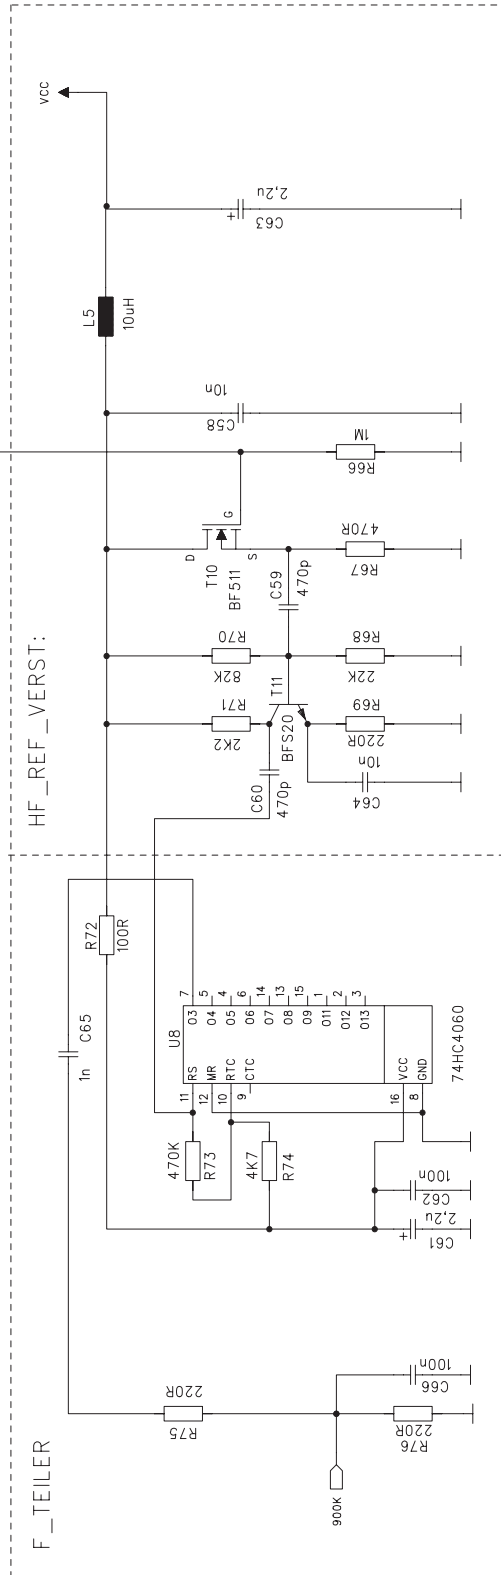 F_TEILER
HF_REF_VERST:
VCC
L5
10uH
2,2u
C63
10n
C58
1M
R66
D
G
S
T10
BF511
C59
470p
470R
R67
R70
82K
R68
22K
T11
BFS20
R71
2K2
R69
220R
C60
470p
10n
C64
R72
100R
C65
1n
U8
74HC4060
7 O3
5 O4
4 O5
6 O6
14 O7
13 O8
15 O9
1 O11
2 O12
3 O13
11 RS
12 MR
10 RTC
9 CTC
16 VCC
8 GND
470K
R73
4K7
R74
100n
C62
2,2u
C61
+
+
220R
R75
100n
C66
220R
R76
900K